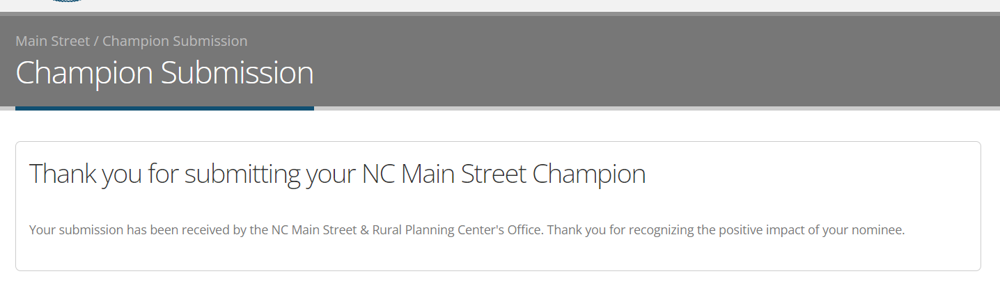 Main Street / Champion Submission
Champion Submission
Thank you for submitting your NC Main Street Champion
Your submission has been received by the NC Main Street & Rural Planning Center's Office. Thank you for recognizing the positive impact of your nominee.